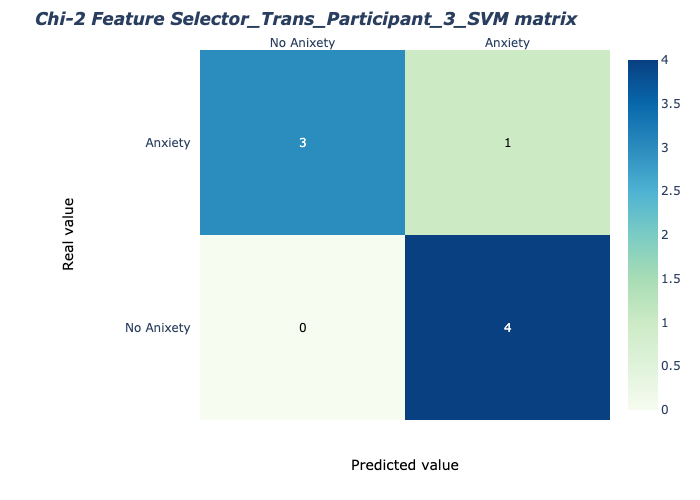 Chi-2 Feature Selector_Trans_Participant_3_SVM matrix
No Anixety
Anxiety
Anxiety
3
1
No Anixety
0
4
Real value
Predicted value
4
3.5
3
2.5
2
1.5
1
0.5
0